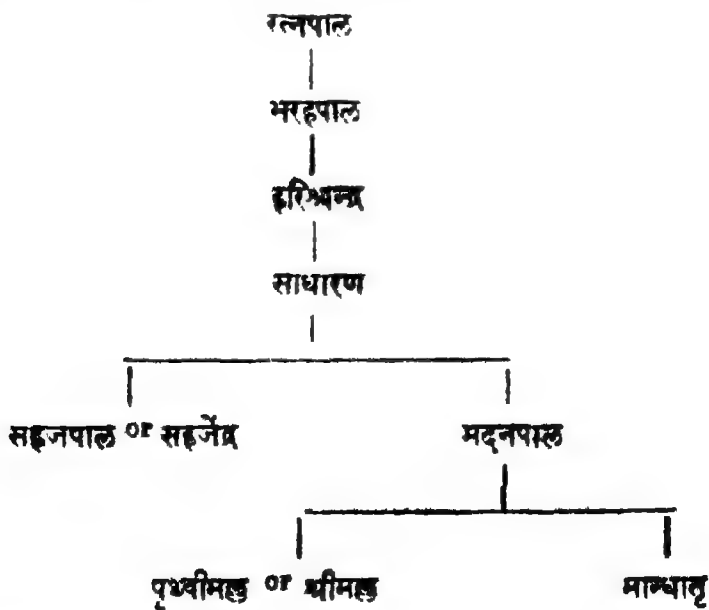 रत्नपाल
भरहपाल
हरिश्चन्द्र
साधारण
सहजपाल or सहजेंद्र
मदनपाल
पृथ्वीमल्ल or श्रीमल्ल
मान्धातृ